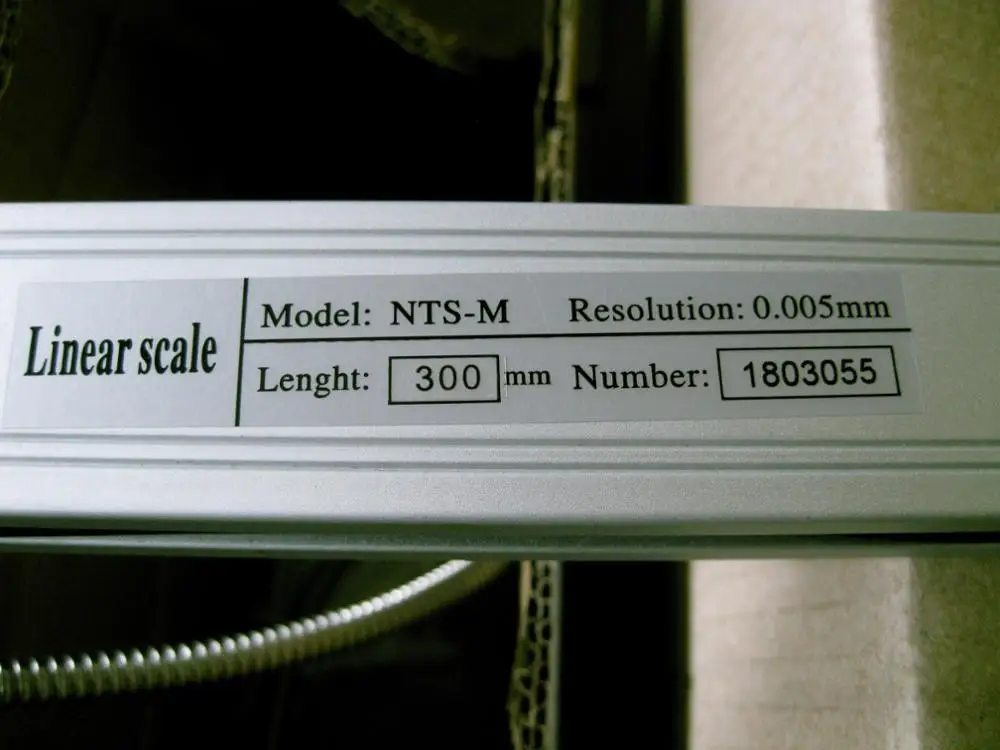 Linear scale
Model: NTS-M Resolution: 0.005mm
Lenght: 300 mm Number: 1803055